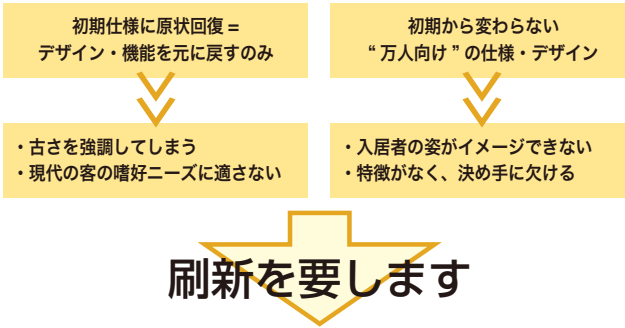 初期仕様に原状回復＝
デザイン・機能を元に戻すのみ
・古さを強調してしまう
・現代の客の嗜好ニーズに適さない
初期から変わらない
“ 万人向け ” の仕様・デザイン
・入居者の姿がイメージできない
・特徴がなく、決め手に欠ける
刷新を要します